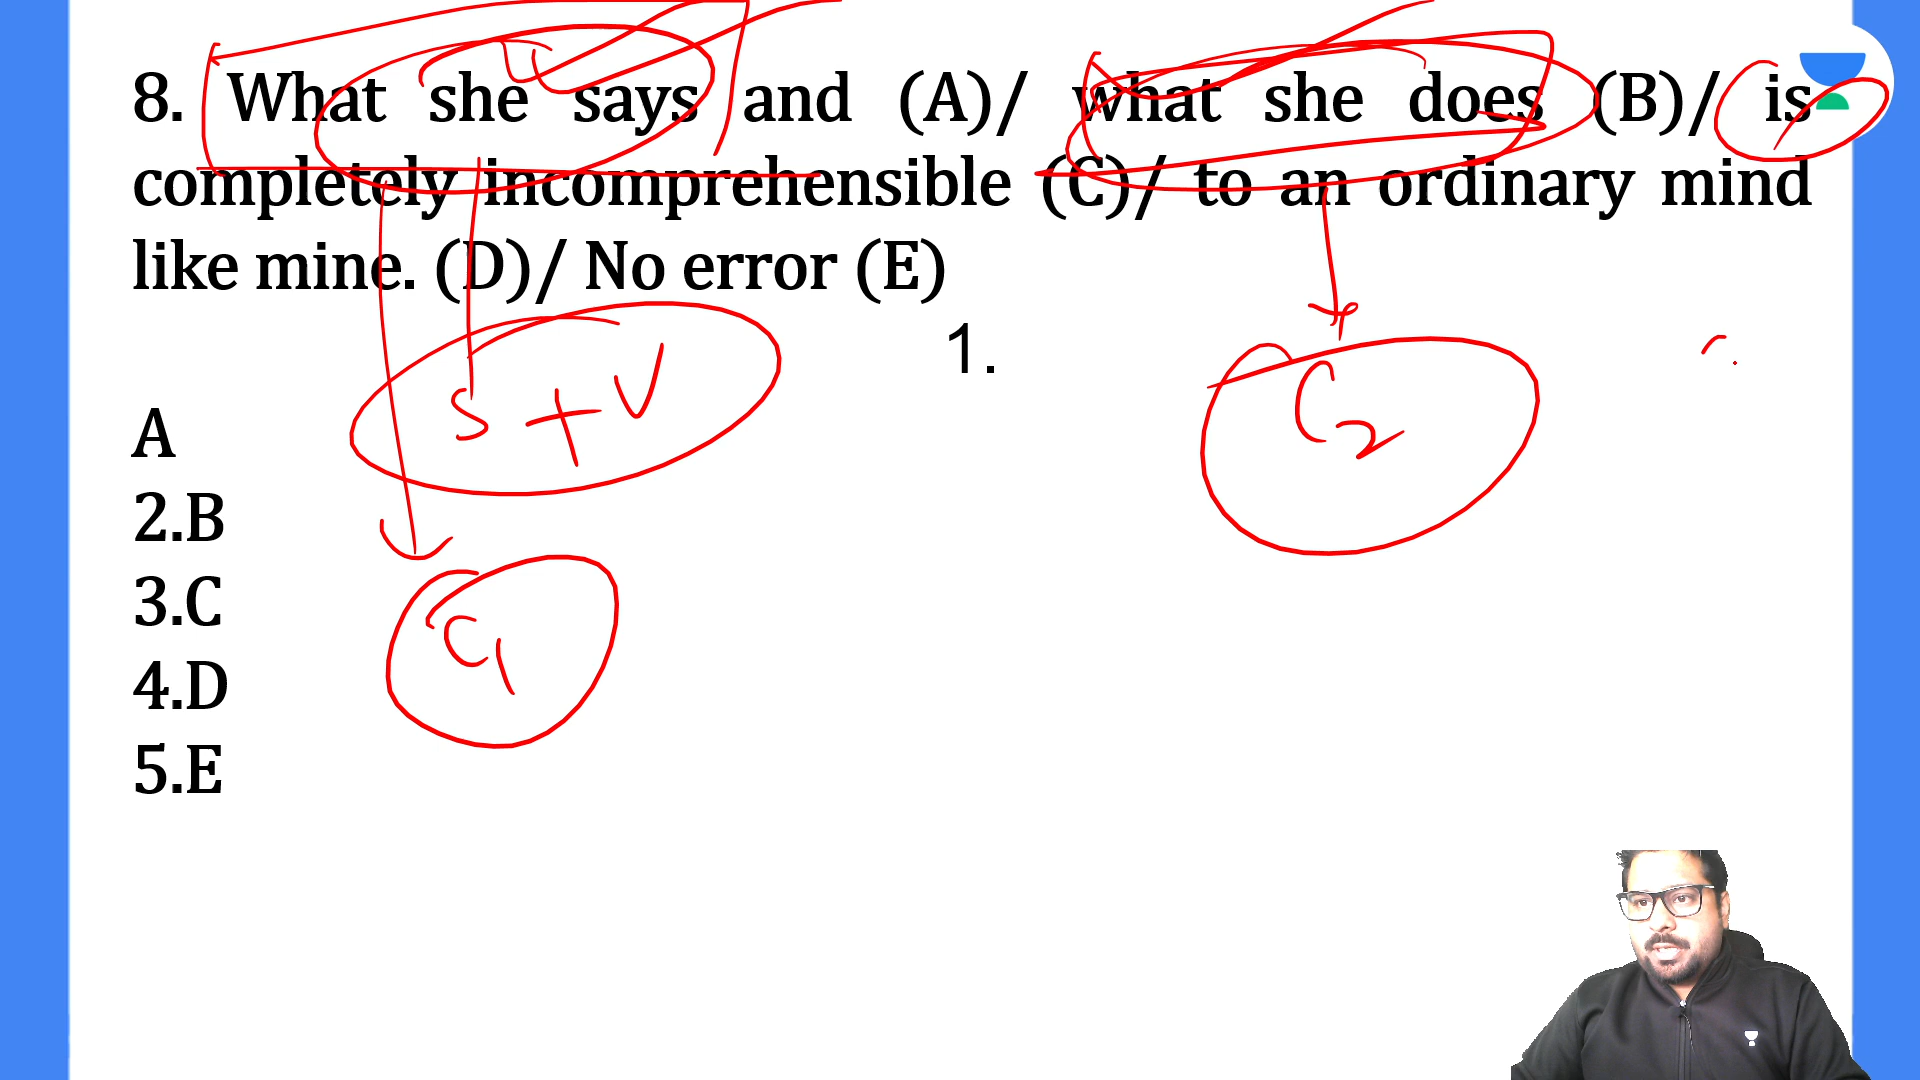 8. What she says and (A)/ what she does (B)/ is
completely incomprehensible (C)/ to an ordinary mind
like mine. (D)/ No error (E)
1.
A
2.B
3.C
4.D
5.E
S + V
C2
C1